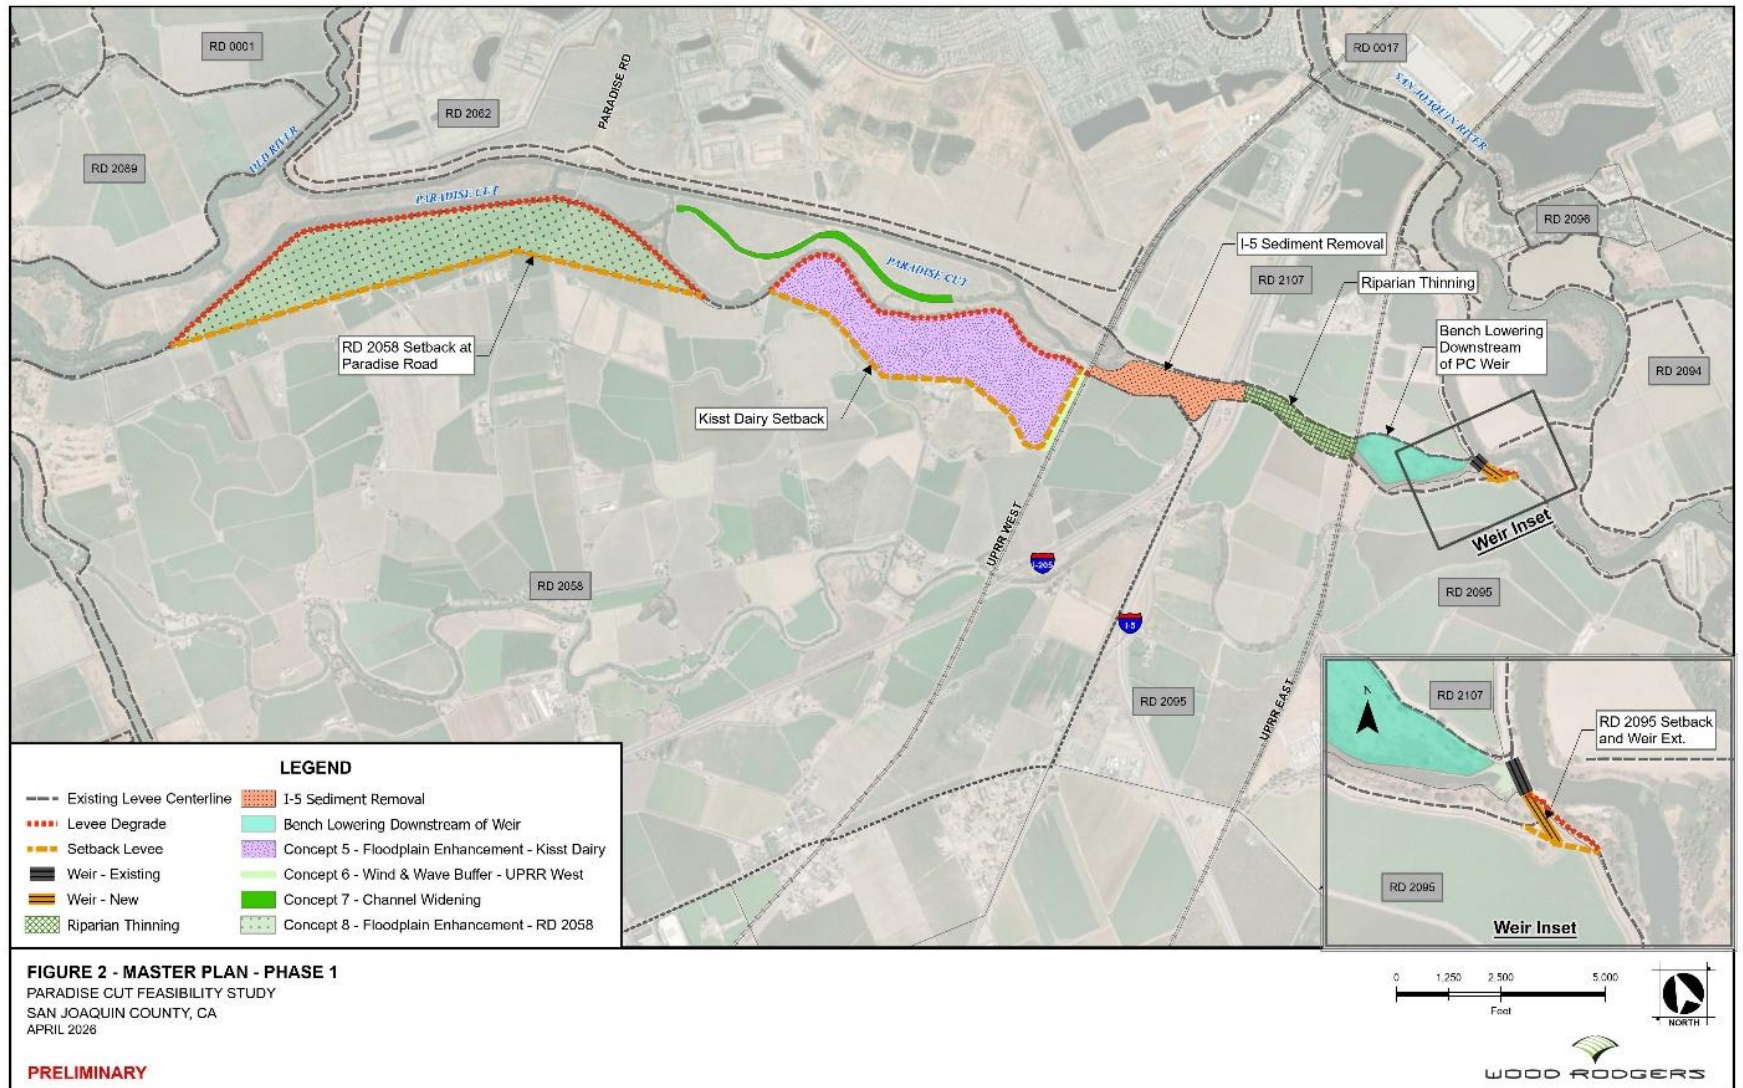 RD 0001
RD 0017
PARADISE RD
SAN JOAQUIN RIVER
RD 2062
OLD RIVER
RD 2089
PARADISE CUT
RD 2096
I-5 Sediment Removal
PARADISE CUT
RD 2107
Riparian Thinning
Bench Lowering
Downstream
of PC Weir
RD 2058 Setback at
Paradise Road
RD 2094
Kisst Dairy Setback
Weir Inset
UPRR WEST
I-205
RD 2058
RD 2095
I-5
RD 2095
UPRR EAST
N
RD 2107
RD 2095 Setback
and Weir Ext.
RD 2095
Weir Inset
LEGEND
Existing Levee Centerline
Levee Degrade
Setback Levee
Weir - Existing
Weir - New
Riparian Thinning
I-5 Sediment Removal
Bench Lowering Downstream of Weir
Concept 5 - Floodplain Enhancement - Kisst Dairy
Concept 6 - Wind & Wave Buffer - UPRR West
Concept 7 - Channel Widening
Concept 8 - Floodplain Enhancement - RD 2058
FIGURE 2 - MASTER PLAN - PHASE 1
PARADISE CUT FEASIBILITY STUDY
SAN JOAQUIN COUNTY, CA
APRIL 2026
PRELIMINARY
0 1,250 2,500 5,000
Feet
NORTH
WOOD RODGERS